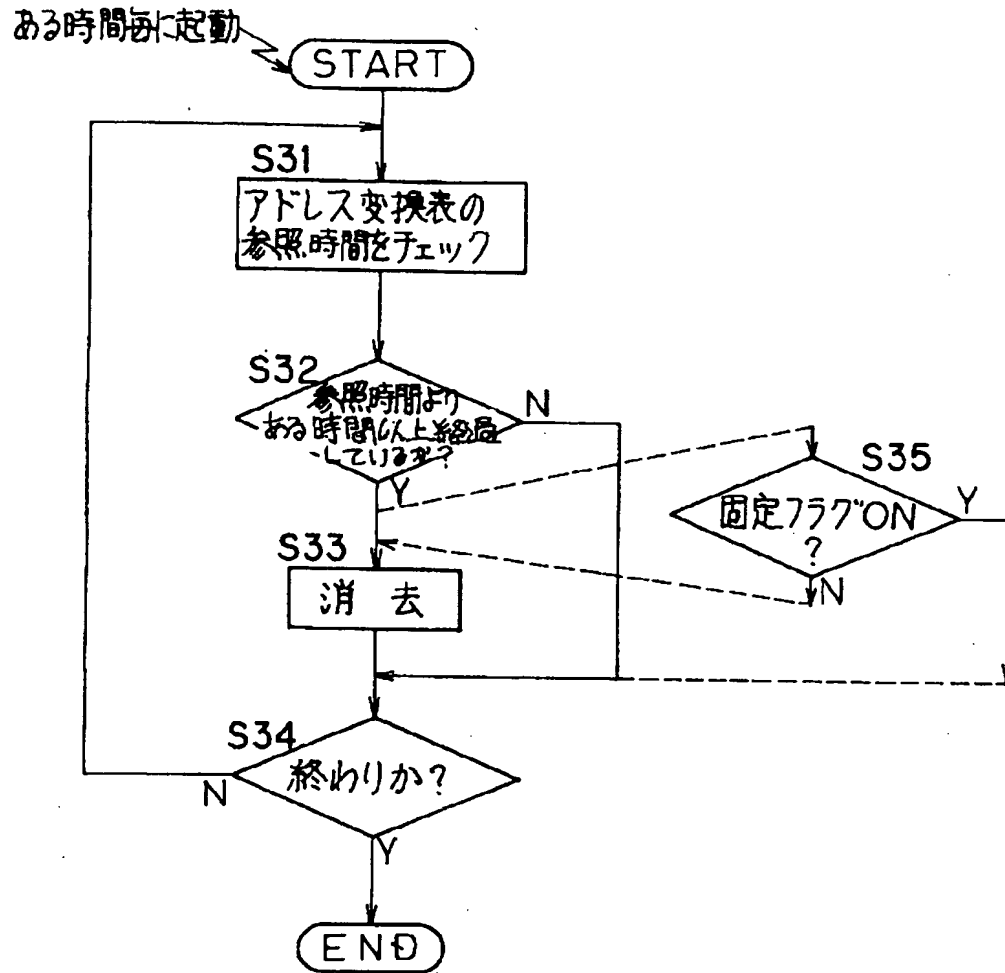 ある時間毎に起動
START
S31
アドレス変換表の
参照時間をチェック
S32
参照時間より
ある時間以上経過
しているか?
N
Y
S35
固定フラグON
?
Y
N
S33
消去
S34
終わりか?
N
Y
END